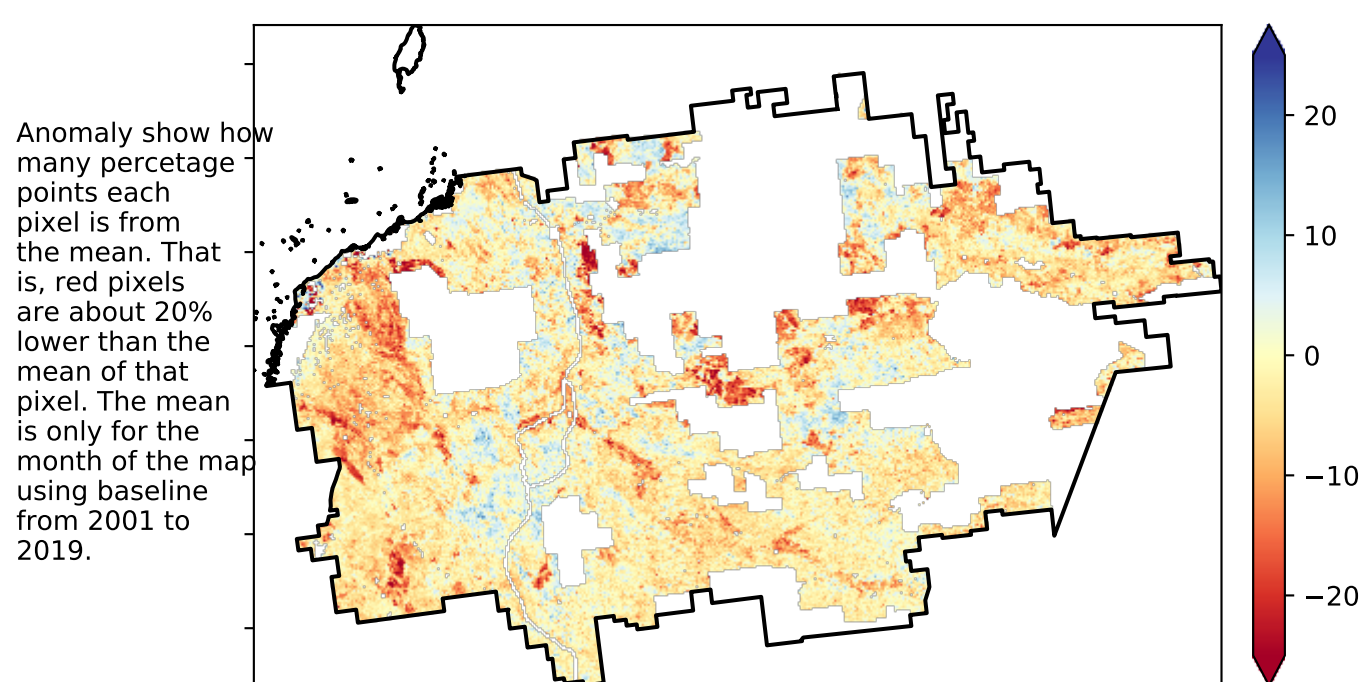 Anomaly show how
many percetage
points each
pixel is from
the mean. That
is, red pixels
are about 20%
lower than the
mean of that
pixel. The mean
is only for the
month of the map
using baseline
from 2001 to
2019.
20
10
0
−10
−20